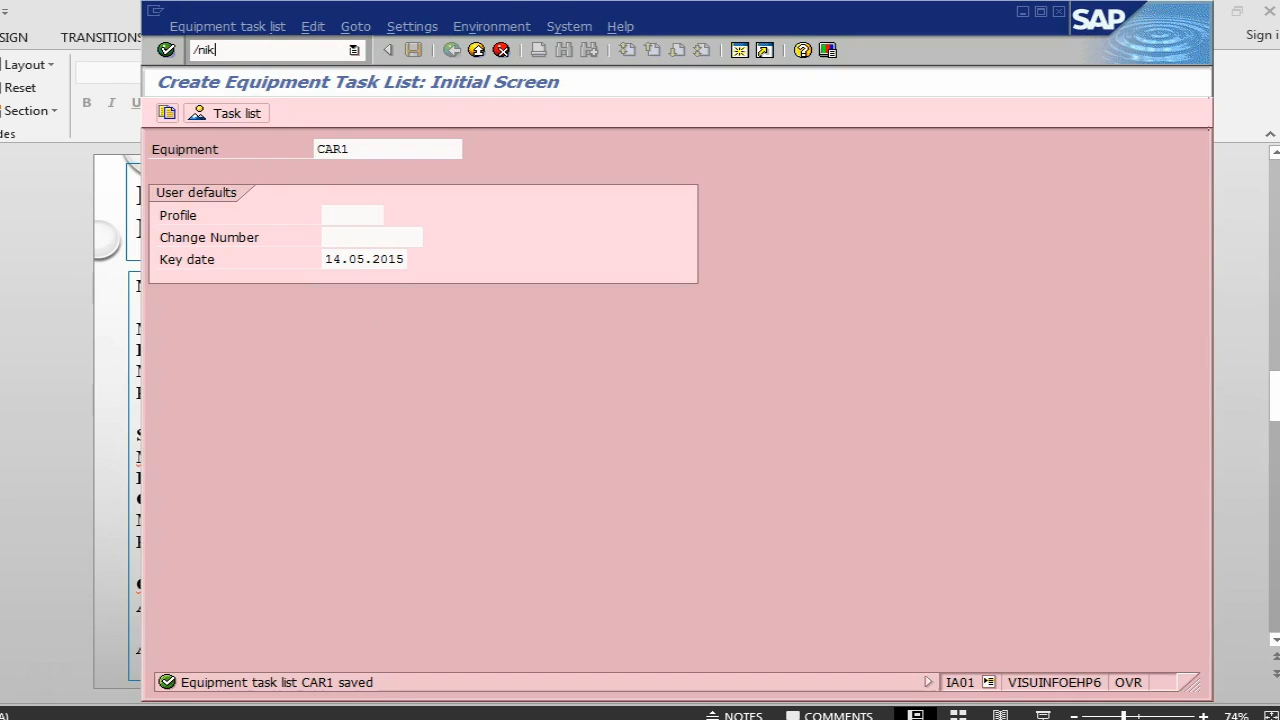 Equipment task list Edit Goto Settings Environment System Help
SAP
SIGN TRANSITIONS
Sign i
/nik
Layout
Reset
B I U
Section
des
Create Equipment Task List: Initial Screen
Task list
Equipment CAR1
User defaults
Profile
Change Number
Key date 14.05.2015
Equipment task list CAR1 saved
IA01 VISUINFOEHP6 OVR
NOTES COMMENTS 74%